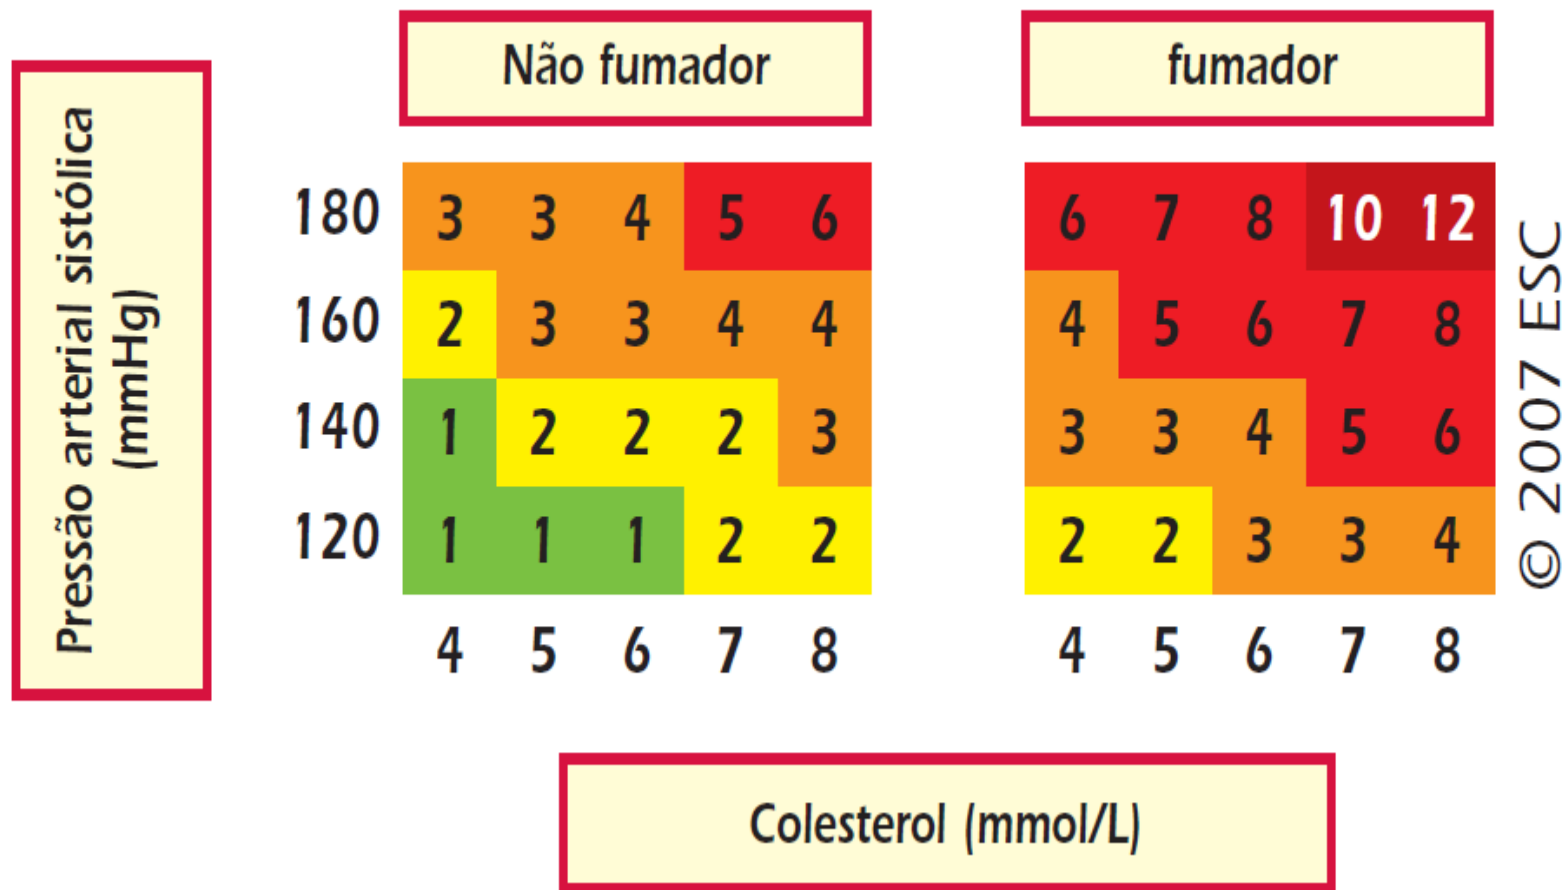 Não fumador
fumador
Pressão arterial sistólica
(mmHg)
180 3 3 4 5 6 6 7 8 10 12
160 2 3 3 4 4 4 5 6 7 8
140 1 2 2 2 3 3 3 4 5 6
120 1 1 1 2 2 2 2 3 3 4
4 5 6 7 8 4 5 6 7 8
© 2007 ESC
Colesterol (mmol/L)